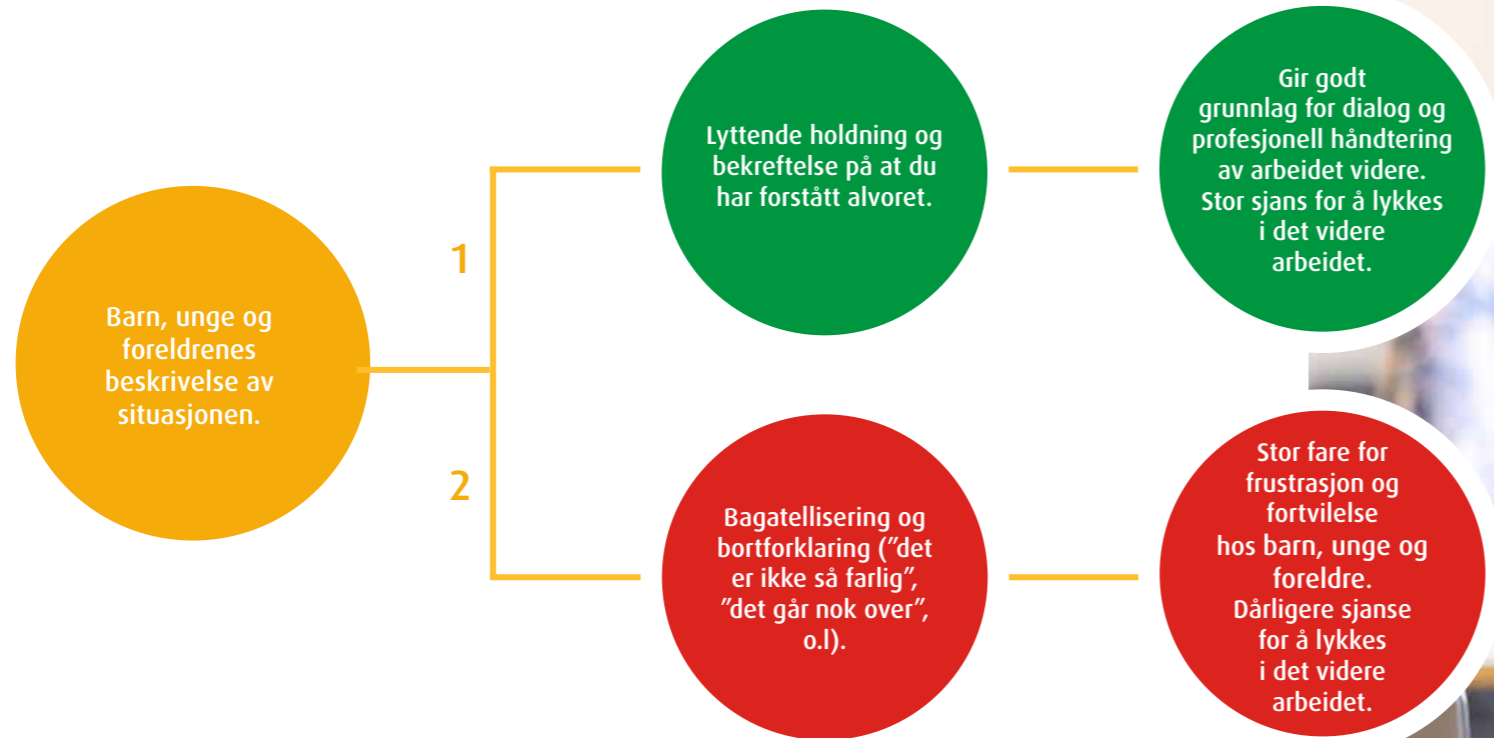 Barn, unge og
foreldrenes
beskrivelse av
situasjonen.
1
Lyttende holdning og
bekreftelse på at du
har forstått alvoret.
Gir godt
grunnlag for dialog og
profesjonell håndtering
av arbeidet videre.
Stor sjans for å lykkes
i det videre
arbeidet.
2
Bagatellisering og
bortforklaring (”det
er ikke så farlig”,
”det går nok over”,
o.l).
Stor fare for
frustrasjon og
fortvilelse
hos barn, unge og
foreldre.
Dårligere sjanse
for å lykkes
i det videre
arbeidet.